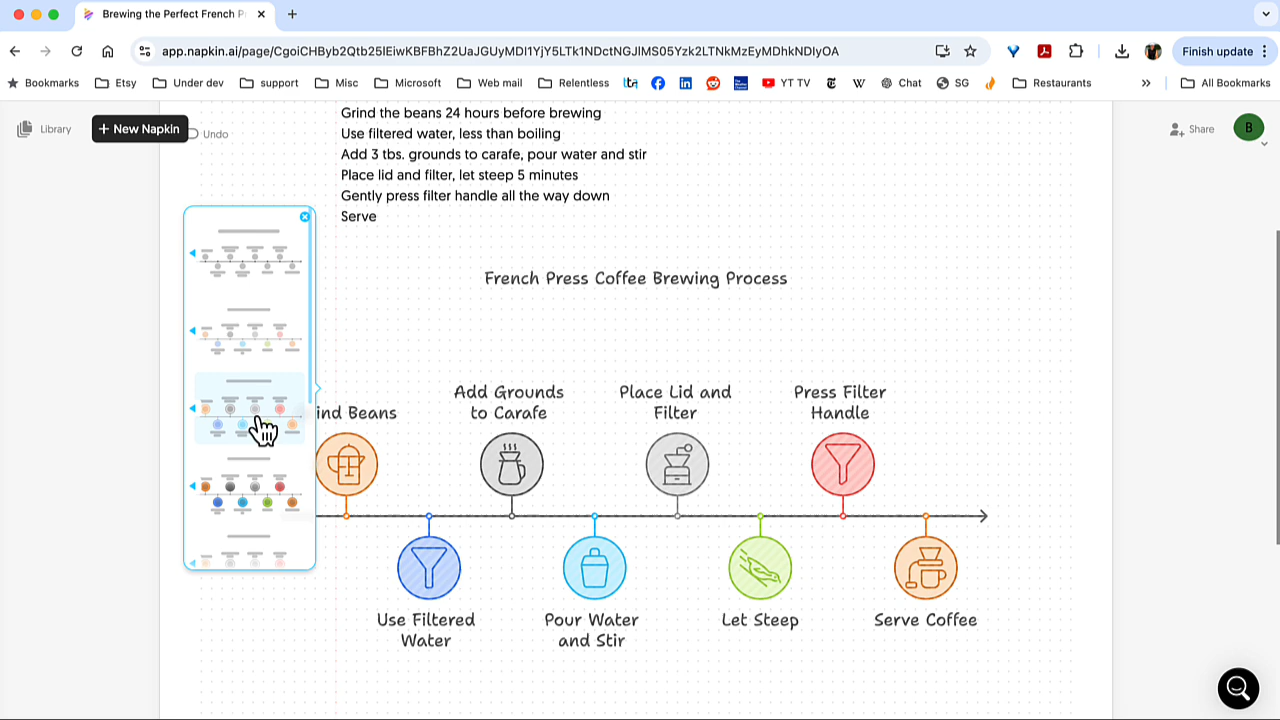 Brewing the Perfect French P
app.napkin.ai/page/CgoiCHByb2Qtb25lEiwKBFBhZ2UaJGUyMDI1YjY5LTk1NDctNGJlMS05Yzk2LTNkMzEyMDhkNDIyOA
Finish update
Bookmarks Etsy Under dev support Misc Microsoft Web mail Relentless YT TV W Chat SG Restaurants » All Bookmarks
Library
+ New Napkin
Undo
Share
B
Grind the beans 24 hours before brewing
Use filtered water, less than boiling
Add 3 tbs. grounds to carafe, pour water and stir
Place lid and filter, let steep 5 minutes
Gently press filter handle all the way down
Serve
French Press Coffee Brewing Process
ind Beans
Add Grounds
to Carafe
Place Lid and
Filter
Press Filter
Handle
Use Filtered
Water
Pour Water
and Stir
Let Steep
Serve Coffee